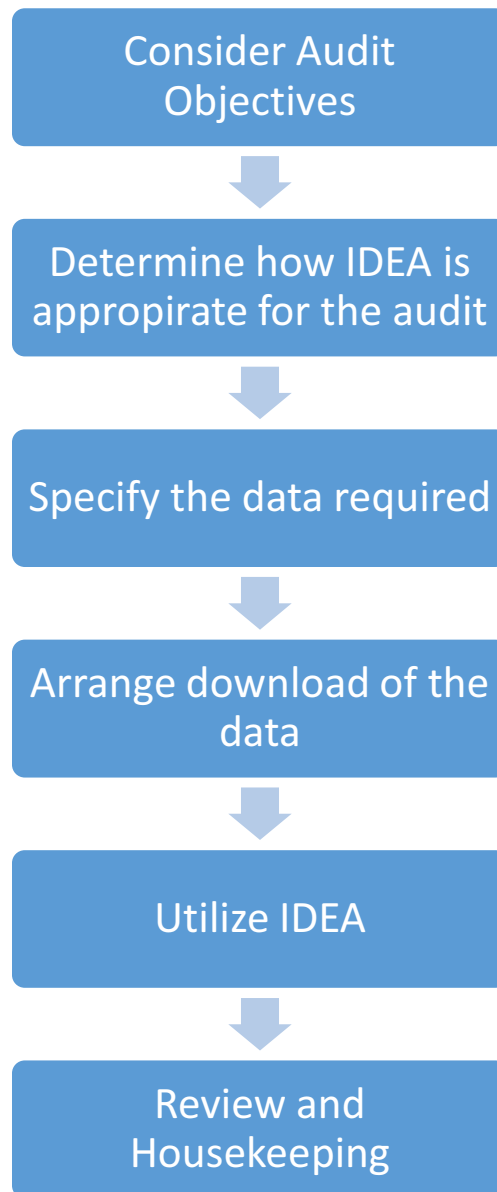 Consider Audit
Objectives
Determine how IDEA is
appropirate for the audit
Specify the data required
Arrange download of the
data
Utilize IDEA
Review and
Housekeeping